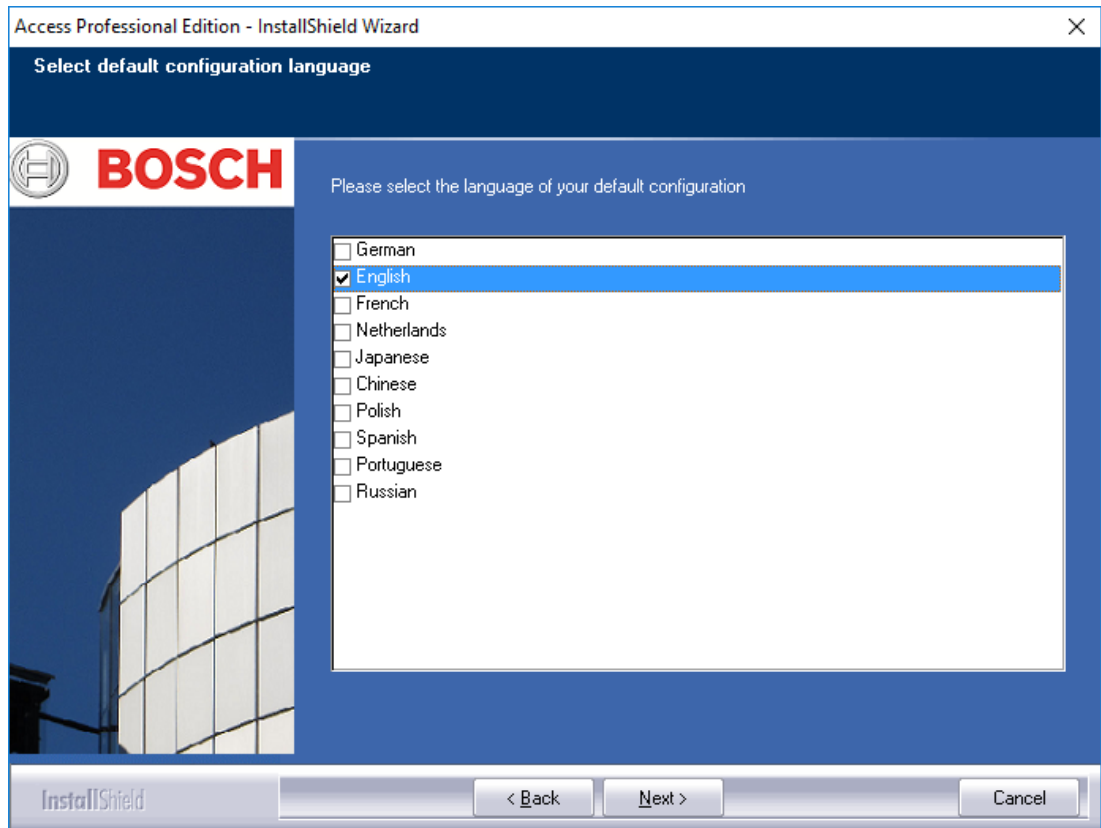 Access Professional Edition - InstallShield Wizard
Select default configuration language
BOSCH
Please select the language of your default configuration
German
English
French
Netherlands
Japanese
Chinese
Polish
Spanish
Portuguese
Russian
InstallShield
< Back
Next >
Cancel